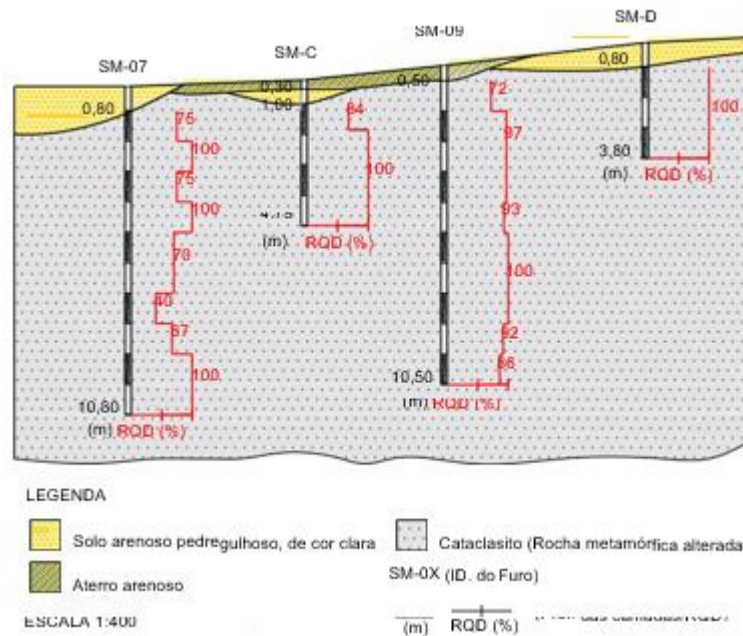 SM-07
SM-C
SM-09
SM-D
0,80
0,30
1,00
0,50
0,80
75
100
75
100
70
40
67
100
84
100
72
97
93
100
92
86
100
3,80
(m) RQD (%)
(m) RQD (%)
10,50
(m) RQD (%)
10,80
(m) RQD (%)
LEGENDA
Solo arenoso pedregulhoso, de cor clara
Cataclasito (Rocha metamórfica alterada
Aterro arenoso
SM-0X (ID. do Furo)
ESCALA 1:400
(m) RQD (%)